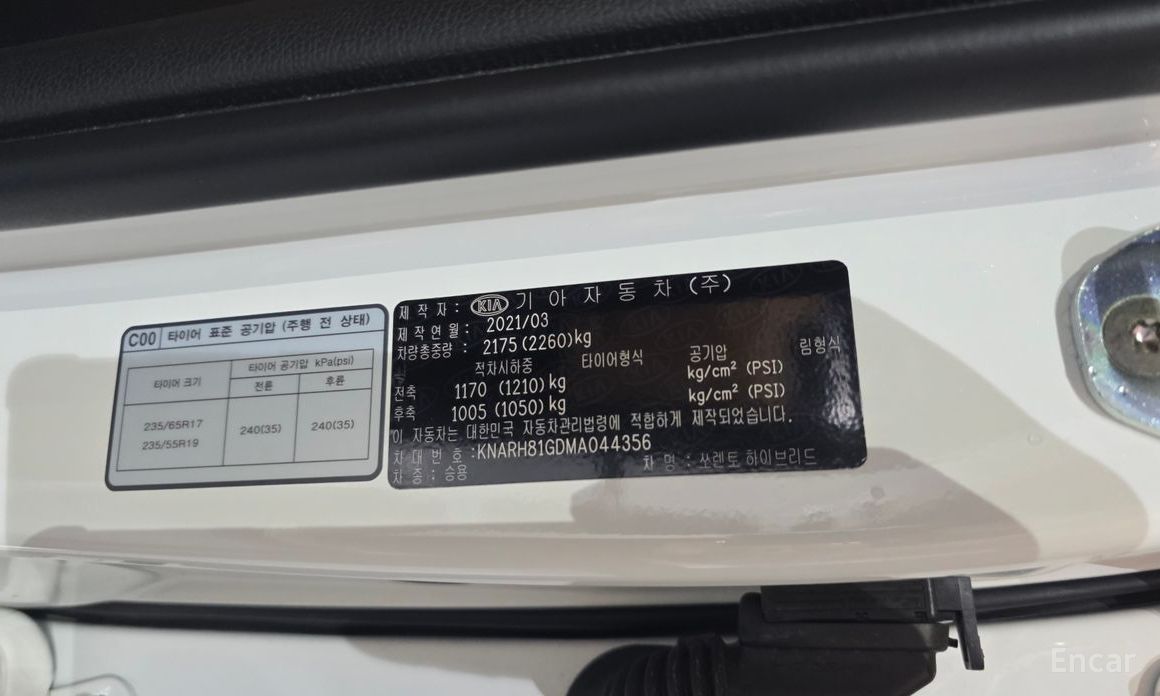 C00 타이어 표준 공기압 (주행 전 상태)
타이어 크기 타이어 공기압 kPa(psi)
전륜 후륜
235/65R17
235/55R19
240(35) 240(35)
제 작 자 : KIA 기 아 자 동 차 (주)
제 작 연 월 : 2021/03
차량총중량 : 2175 (2260)kg
적차시하중 타이어형식 공기압 림형식
kg/cm² (PSI)
전축 1170 (1210)kg kg/cm² (PSI)
후축 1005 (1050)kg
이 자동차는 대한민국 자동차관리법령에 적합하게 제작되었습니다.
차 대 번 호 :KNARH81GDMA044356
차 종 : 승용 차 명 : 쏘렌토 하이브리드
Encar